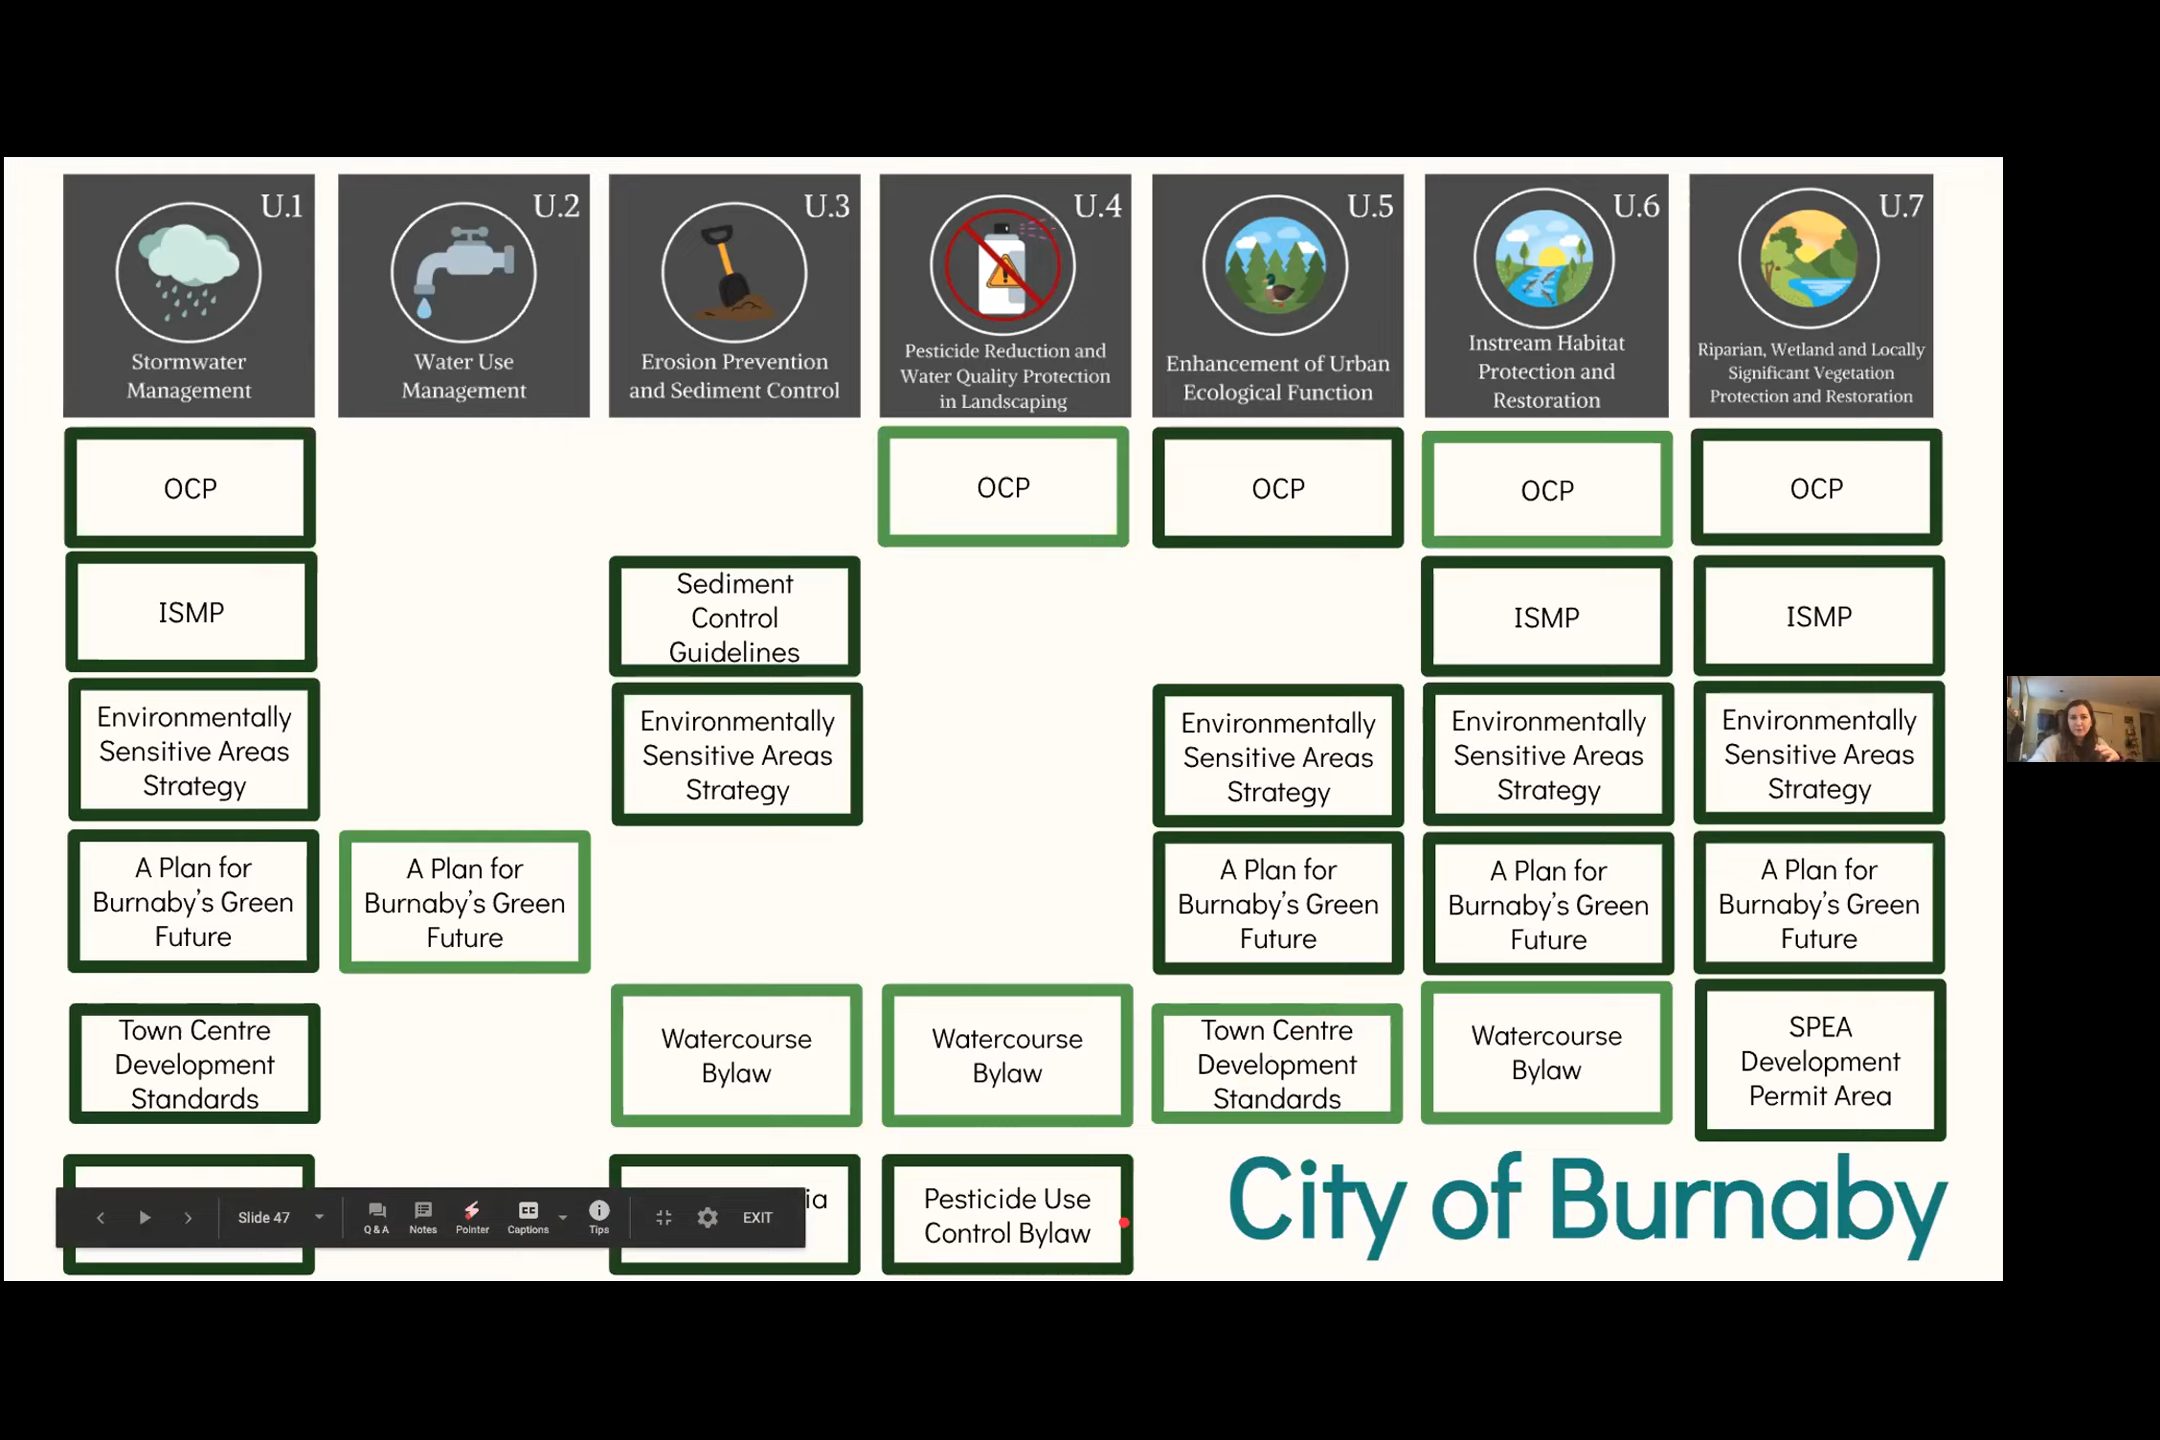 U.1
Stormwater
Management
U.2
Water Use
Management
U.3
Erosion Prevention
and Sediment Control
U.4
Pesticide Reduction and
Water Quality Protection
in Landscaping
U.5
Enhancement of Urban
Ecological Function
U.6
Instream Habitat
Protection and
Restoration
U.7
Riparian, Wetland and Locally
Significant Vegetation
Protection and Restoration
OCP
OCP
OCP
OCP
OCP
ISMP
Sediment
Control
Guidelines
ISMP
ISMP
Environmentally
Sensitive Areas
Strategy
Environmentally
Sensitive Areas
Strategy
Environmentally
Sensitive Areas
Strategy
Environmentally
Sensitive Areas
Strategy
Environmentally
Sensitive Areas
Strategy
A Plan for
Burnaby's Green
Future
A Plan for
Burnaby's Green
Future
A Plan for
Burnaby's Green
Future
A Plan for
Burnaby's Green
Future
A Plan for
Burnaby's Green
Future
Town Centre
Development
Standards
Watercourse
Bylaw
Watercourse
Bylaw
Town Centre
Development
Standards
Watercourse
Bylaw
SPEA
Development
Permit Area
Pesticide Use
Control Bylaw
City of Burnaby
Slide 47
Q & A
Notes
Pointer
CC
Captions
Tips
EXIT